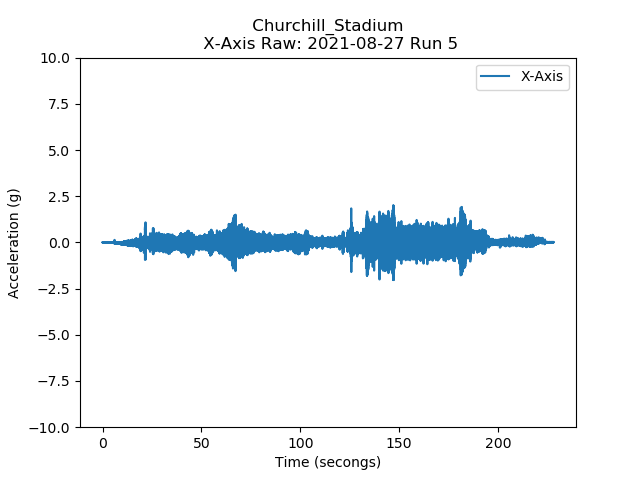 Churchill_Stadium
X-Axis Raw: 2021-08-27 Run 5
X-Axis
10.0
7.5
5.0
2.5
0.0
−2.5
−5.0
−7.5
−10.0
Acceleration (g)
0 50 100 150 200
Time (secongs)